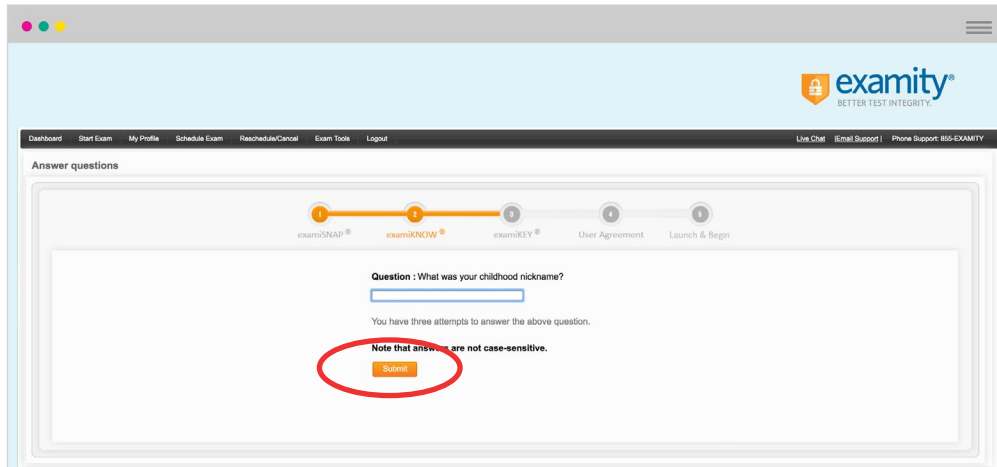 examity®
BETTER TEST INTEGRITY.
Dashboard Start Exam My Profile Schedule Exam Reschedule/Cancel Exam Tools Logout Live Chat |Email Support | Phone Support: 855-EXAMITY
Answer questions
1 2 3 4 5
examiSNAP ® examiKNOW ® examiKEY ® User Agreement Launch & Begin
Question : What was your childhood nickname?
You have three attempts to answer the above question.
Note that answers are not case-sensitive.
Submit